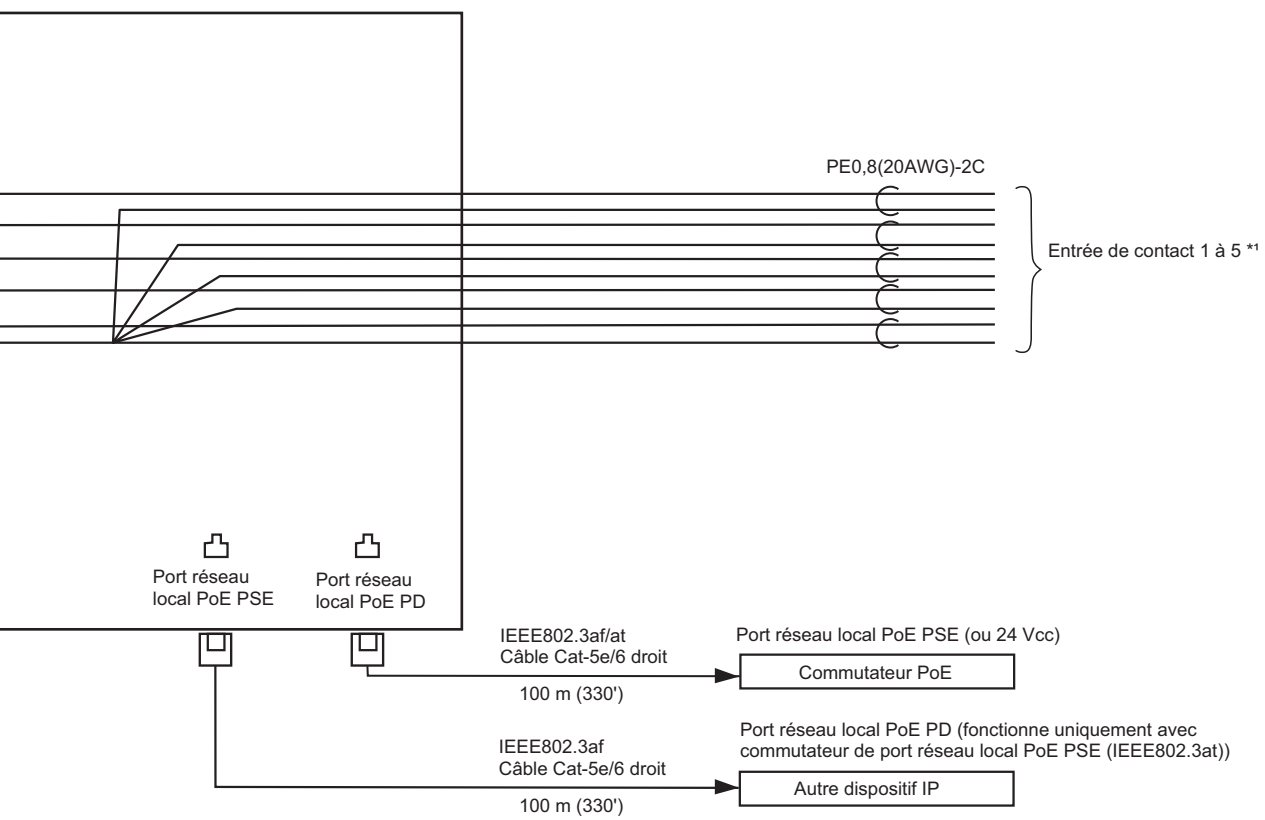 PE0,8(20AWG)-2C
Entrée de contact 1 à 5 *¹
Port réseau
local PoE PSE
Port réseau
local PoE PD
IEEE802.3af/at
Câble Cat-5e/6 droit
100 m (330')
Port réseau local PoE PSE (ou 24 Vcc)
Commutateur PoE
IEEE802.3af
Câble Cat-5e/6 droit
100 m (330')
Port réseau local PoE PD (fonctionne uniquement avec
commutateur de port réseau local PoE PSE (IEEE802.3at))
Autre dispositif IP